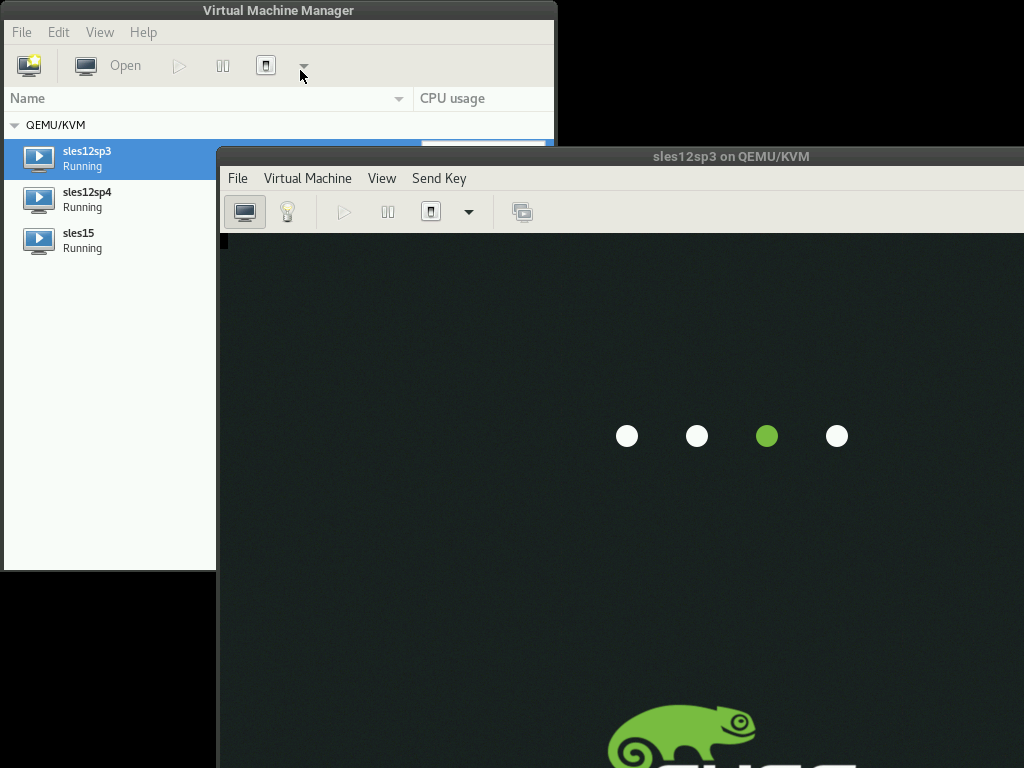 Virtual Machine Manager
File Edit View Help
Open
Name CPU usage
QEMU/KVM
sles12sp3
Running
sles12sp4
Running
sles15
Running
sles12sp3 on QEMU/KVM
File Virtual Machine View Send Key